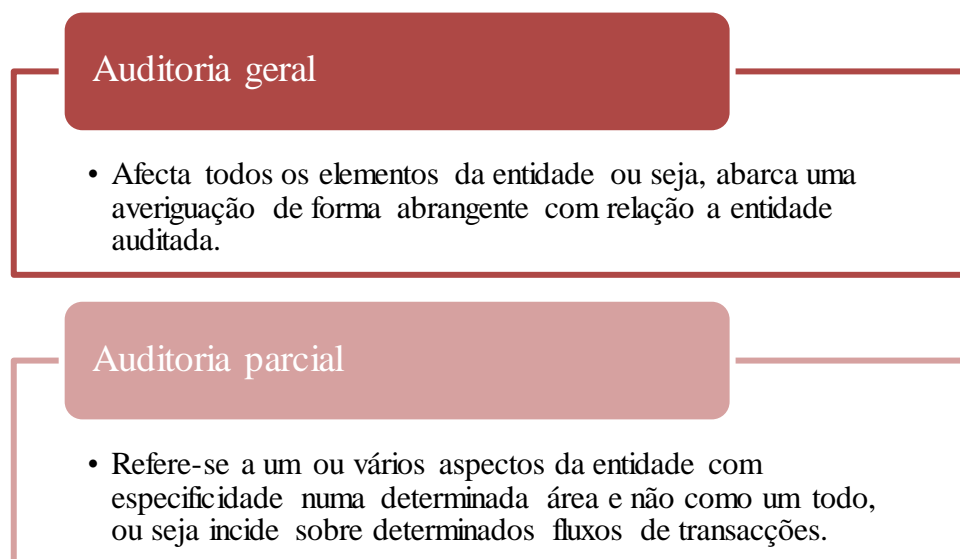 Auditoria geral
• Afecta todos os elementos da entidade ou seja, abarca uma
averiguação de forma abrangente com relação a entidade
auditada.
Auditoria parcial
• Refere-se a um ou vários aspectos da entidade com
especificidade numa determinada área e não como um todo,
ou seja incide sobre determinados fluxos de transacções.